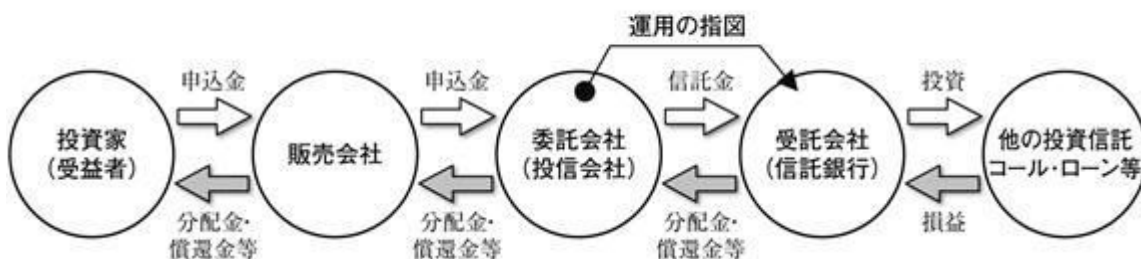 運用の指図
申込金
申込金
信託金
投資
投資家
(受益者)
販売会社
委託会社
(投信会社)
受託会社
(信託銀行)
他の投資信託
コール・ローン等
分配金・
償還金等
分配金・
償還金等
分配金・
償還金等
損益